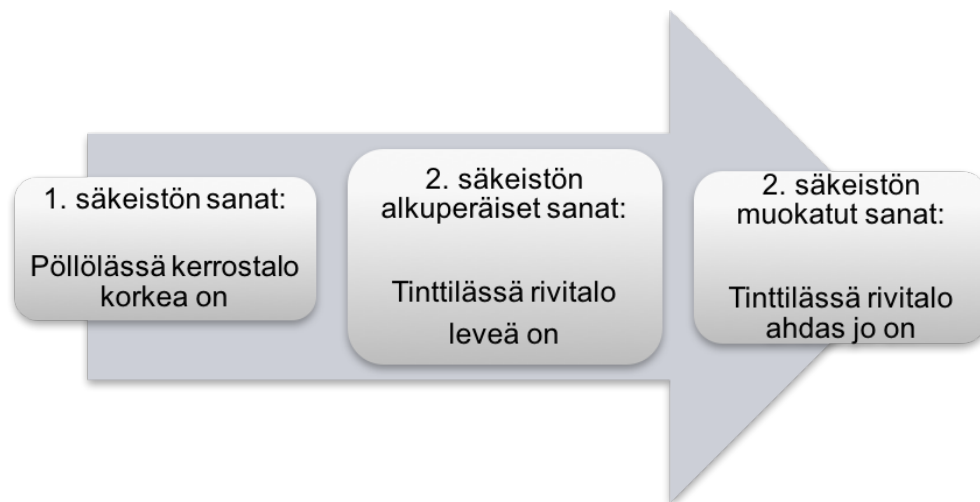 1. säkeistön sanat:
Pöllölässä kerrostalo
korkea on
2. säkeistön
alkuperäiset sanat:
Tinttilässä rivitalo
leveä on
2. säkeistön
muokatut sanat:
Tinttilässä rivitalo
ahdas jo on